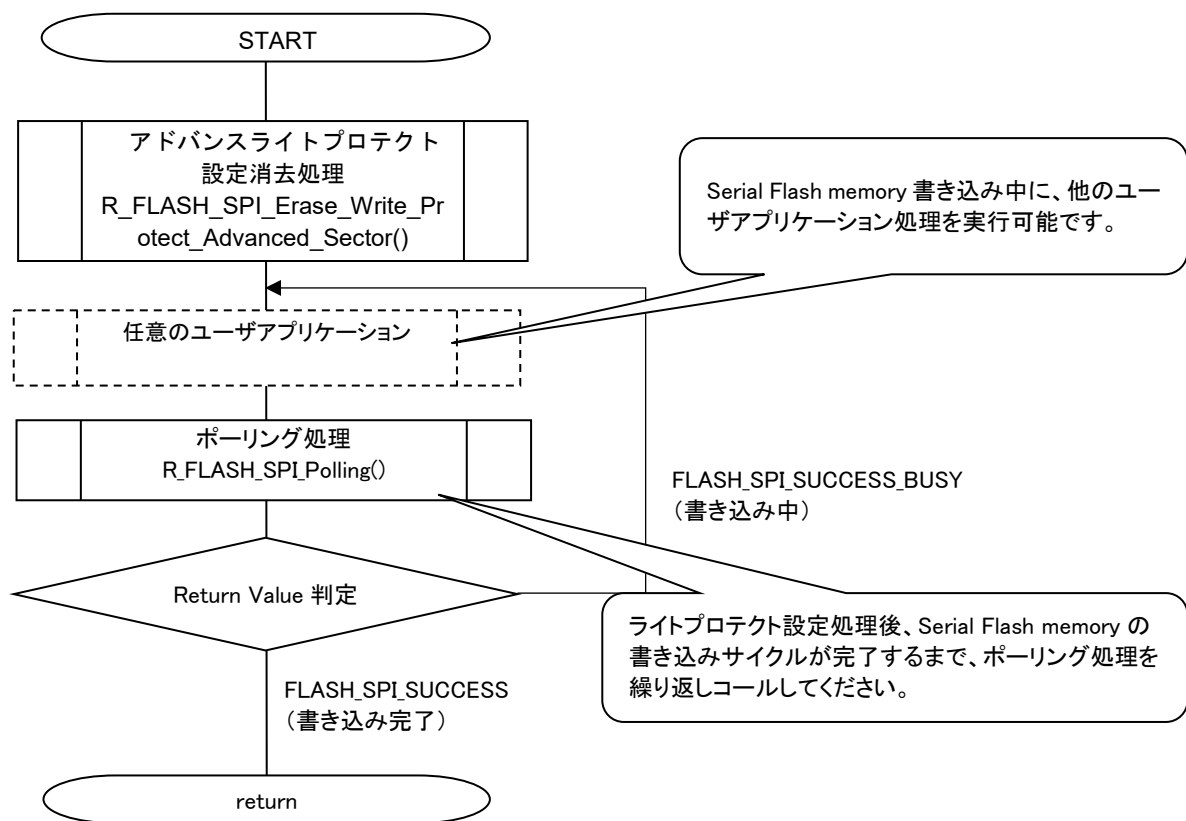 START
アドバンスライトプロテクト
設定消去処理
R_FLASH_SPI_Erase_Write_Pr
otect_Advanced_Sector()
Serial Flash memory 書き込み中に、他のユー
ザアプリケーション処理を実行可能です。
任意のユーザアプリケーション
ポーリング処理
R_FLASH_SPI_Polling()
FLASH_SPI_SUCCESS_BUSY
（書き込み中）
Return Value 判定
ライトプロテクト設定処理後、Serial Flash memory の
書き込みサイクルが完了するまで、ポーリング処理を
繰り返しコールしてください。
FLASH_SPI_SUCCESS
（書き込み完了）
return